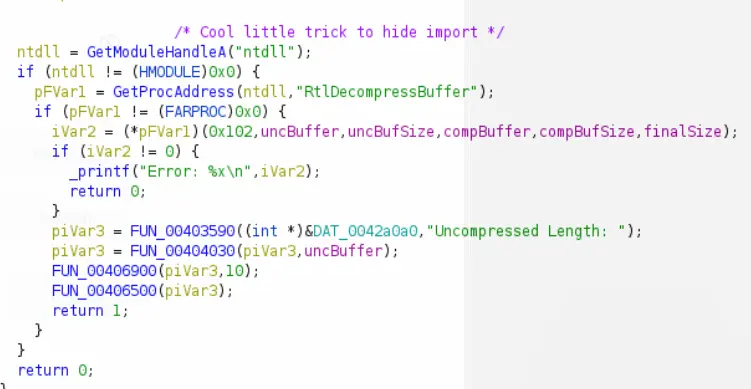 /* Cool little trick to hide import */
ntdll = GetModuleHandleA("ntdll");
if (ntdll != (HMODULE)0x0) {
pFVar1 = GetProcAddress(ntdll,"RtlDecompressBuffer");
if (pFVar1 != (FARPROC)0x0) {
iVar2 = (*pFVar1)(0x102,uncBuffer,uncBufSize,compBuffer,compBufSize,finalSize);
if (iVar2 != 0) {
_printf("Error: %x\n",iVar2);
return 0;
}
piVar3 = FUN_00403590((int *)&DAT_0042a0a0,"Uncompressed Length: ");
piVar3 = FUN_00404030(piVar3,uncBuffer);
FUN_00406900(piVar3,10);
FUN_00406500(piVar3);
return 1;
}
}
return 0;
}